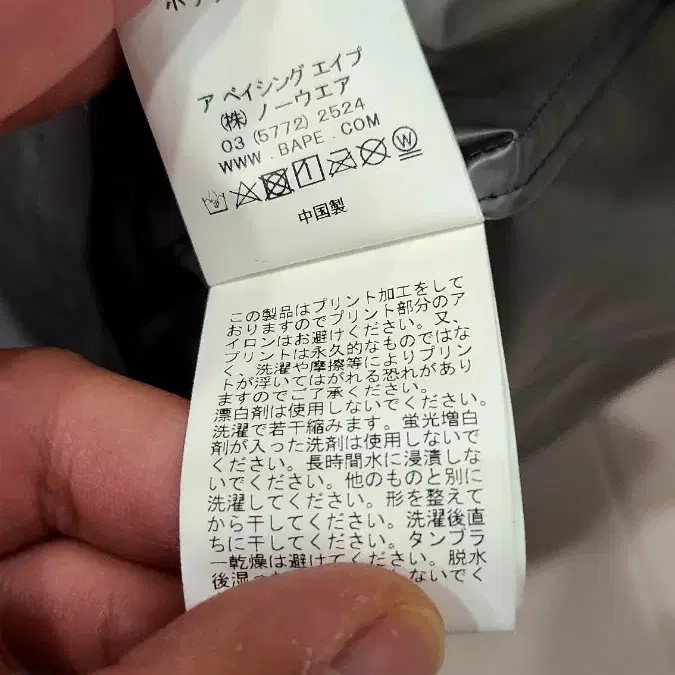 ア ベイシング エイプ
㈱ ノーウエア
03 (5772) 2524
WWW.BAPE.COM
中国製
この製品はプリント加工をして
おりますのでプリント部分のア
イロンはお避けください。又、
プリントは永久的なものではな
く、洗濯や摩擦等によりプリン
トが浮いてはがれる恐れがあり
ますのでご了承ください。
漂白剤は使用しないでください。
洗濯で若干縮みます。蛍光増白
剤が入った洗剤は使用しないで
ください。長時間水に浸漬しな
いでください。他のものと別に
洗濯してください。形を整えて
から干してください。洗濯後直
ちに干してください。タンブラ
ー乾燥は避けてください。脱水
後湿っ ないでく